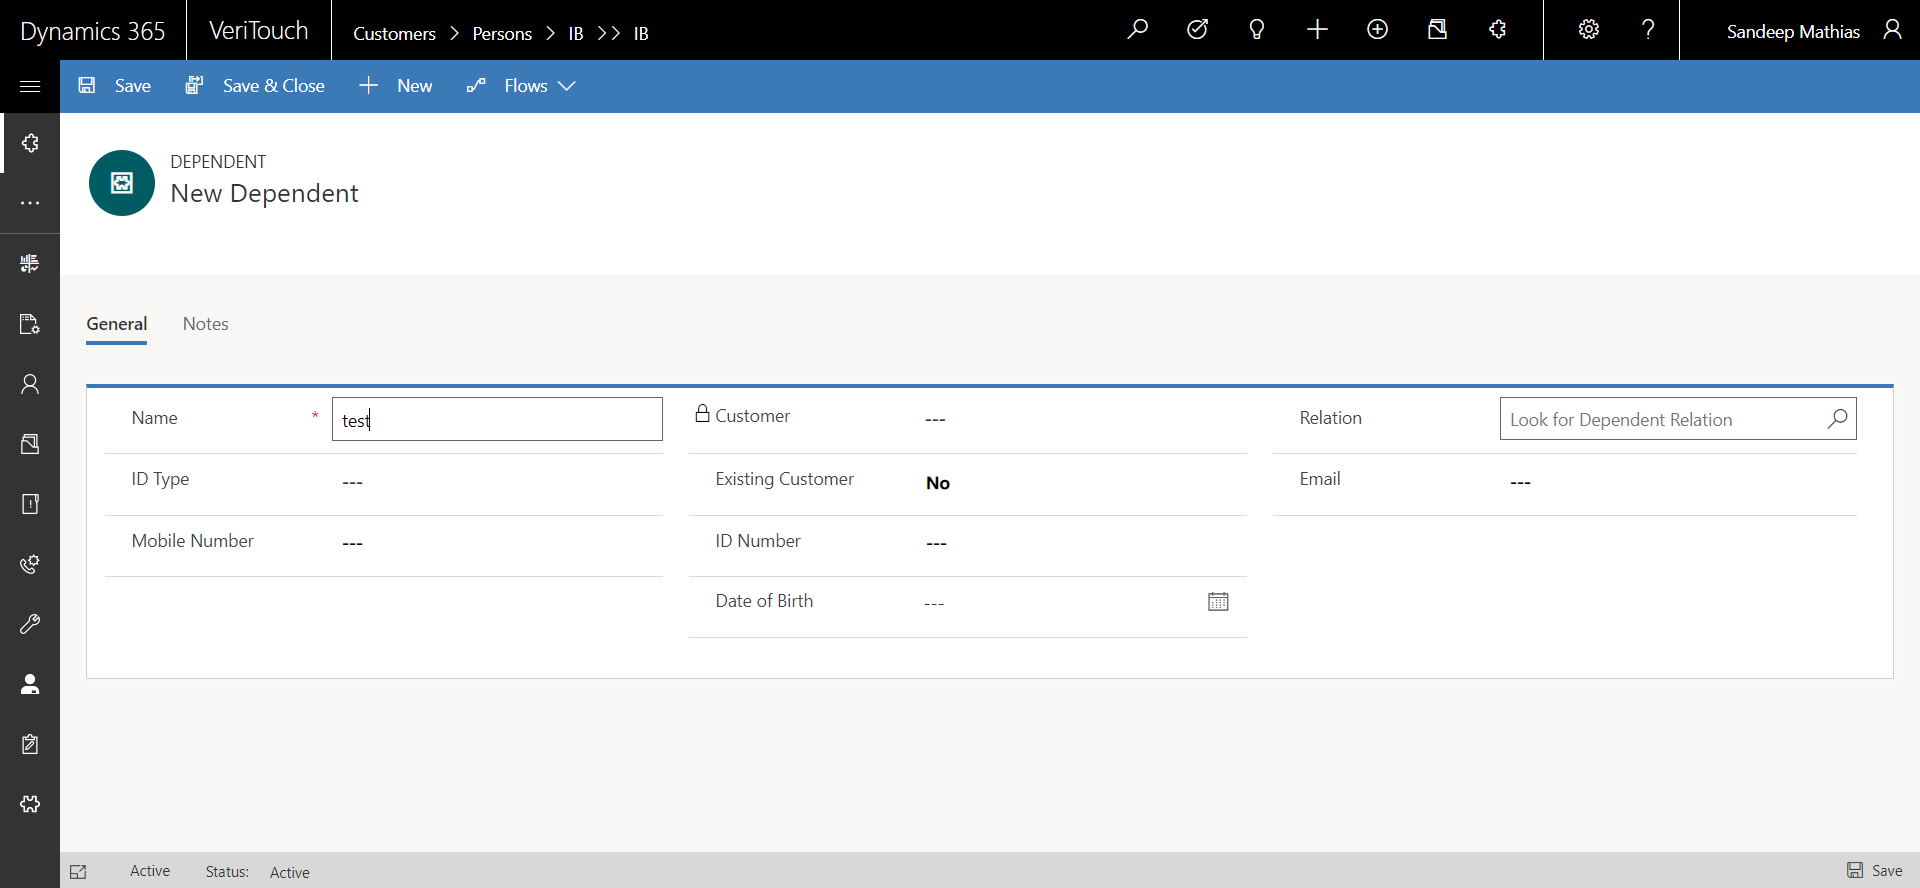 Dynamics 365 VeriTouch Customers > Persons > IB >> IB Sandeep Mathias
Save Save & Close New Flows
DEPENDENT
New Dependent
General Notes
Name * test Customer --- Relation Look for Dependent Relation
ID Type --- Existing Customer No Email ---
Mobile Number --- ID Number ---
Date of Birth ---
Active Status: Active Save